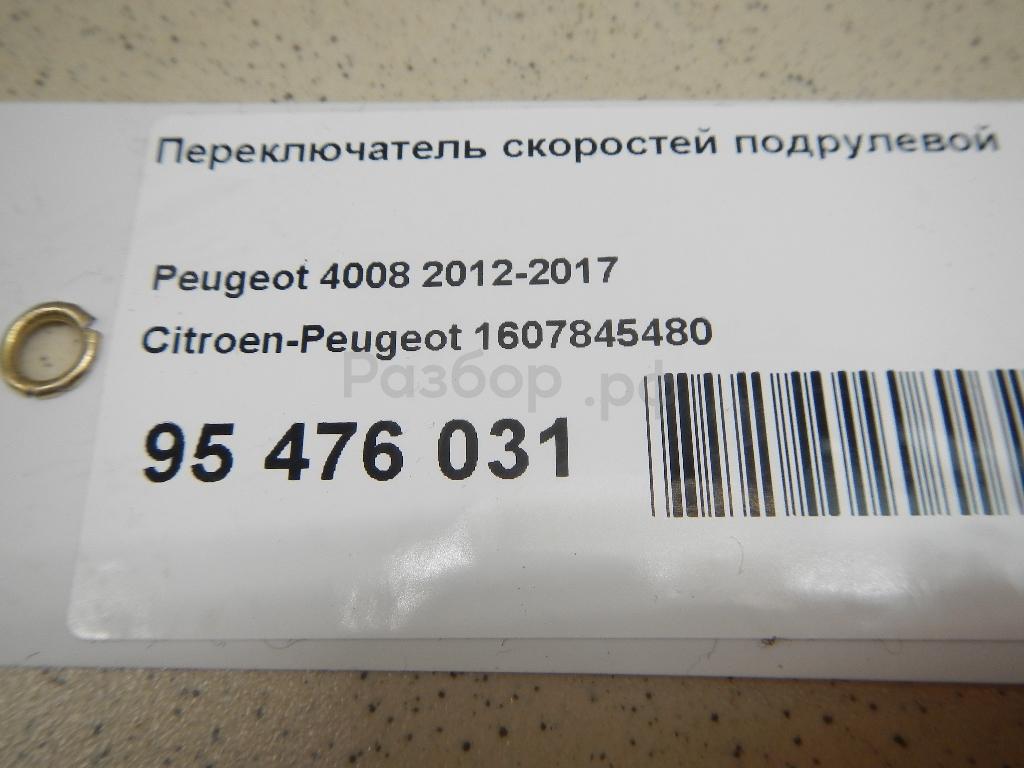 Переключатель скоростей подрулевой
Peugeot 4008 2012-2017
Citroen-Peugeot 1607845480
Разбор.рф
95 476 031